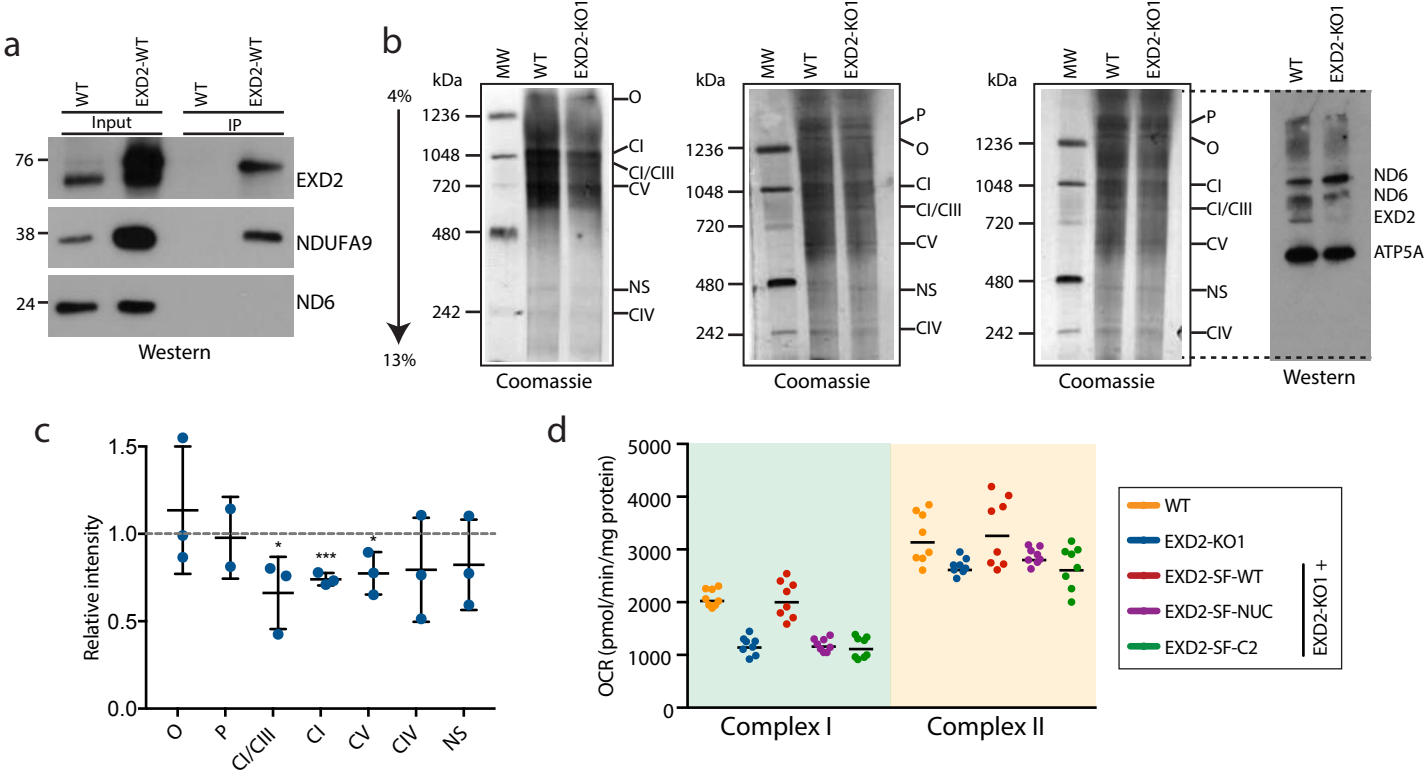 a
WT
EXD2-WT
WT
EXD2-WT
Input
IP
76
EXD2
38
NDUFA9
24
ND6
Western
b
4%
13%
kDa
MW
WT
EXD2-KO1
1236
1048
720
480
242
O
CI
CI/CIII
CV
NS
CIV
Coomassie
kDa
MW
WT
EXD2-KO1
1236
1048
720
480
242
P
O
CI
CI/CIII
CV
NS
CIV
Coomassie
kDa
MW
WT
EXD2-KO1
1236
1048
720
480
242
P
O
CI
CI/CIII
CV
NS
CIV
Coomassie
WT
EXD2-KO1
ND6
ND6
EXD2
ATP5A
Western
c
Relative intensity
1.5
1.0
0.5
0.0
*
***
*
O
P
CI/CIII
CI
CV
CIV
NS
d
OCR (pmol/min/mg protein)
5000
4000
3000
2000
1000
0
Complex I
Complex II
WT
EXD2-KO1
EXD2-SF-WT
EXD2-SF-NUC
EXD2-SF-C2
EXD2-KO1 +